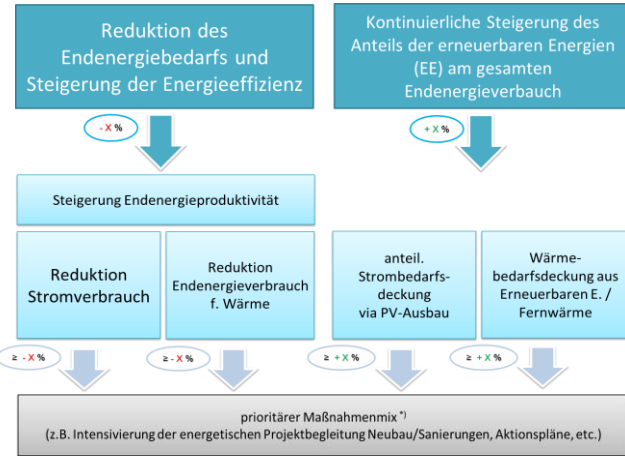 Reduktion des
Endenergiebedarfs und
Steigerung der Energieeffizienz
Kontinuierliche Steigerung des
Anteils der erneuerbaren Energien
(EE) am gesamten
Endenergieverbauch
- X %
+ X %
Steigerung Endenergieproduktivität
Reduktion
Stromverbrauch
Reduktion
Endenergieverbrauch
f. Wärme
anteil.
Strombedarfs-
deckung
via PV-Ausbau
Wärme-
bedarfsdeckung aus
Erneuerbaren E. /
Fernwärme
≥ - X %
≥ - X %
≥ + X %
≥ + X %
prioritärer Maßnahmenmix *)
(z.B. Intensivierung der energetischen Projektbegleitung Neubau/Sanierungen, Aktionspläne, etc.)